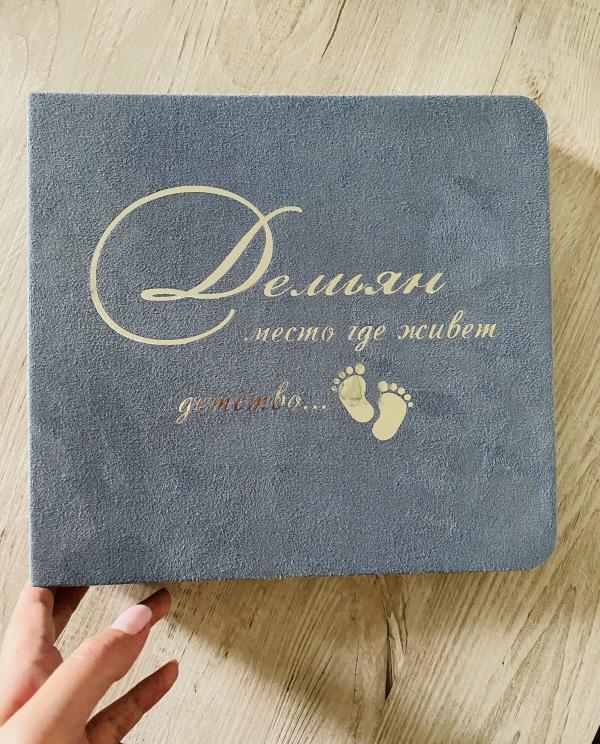 Демьян
место где живет
детство...